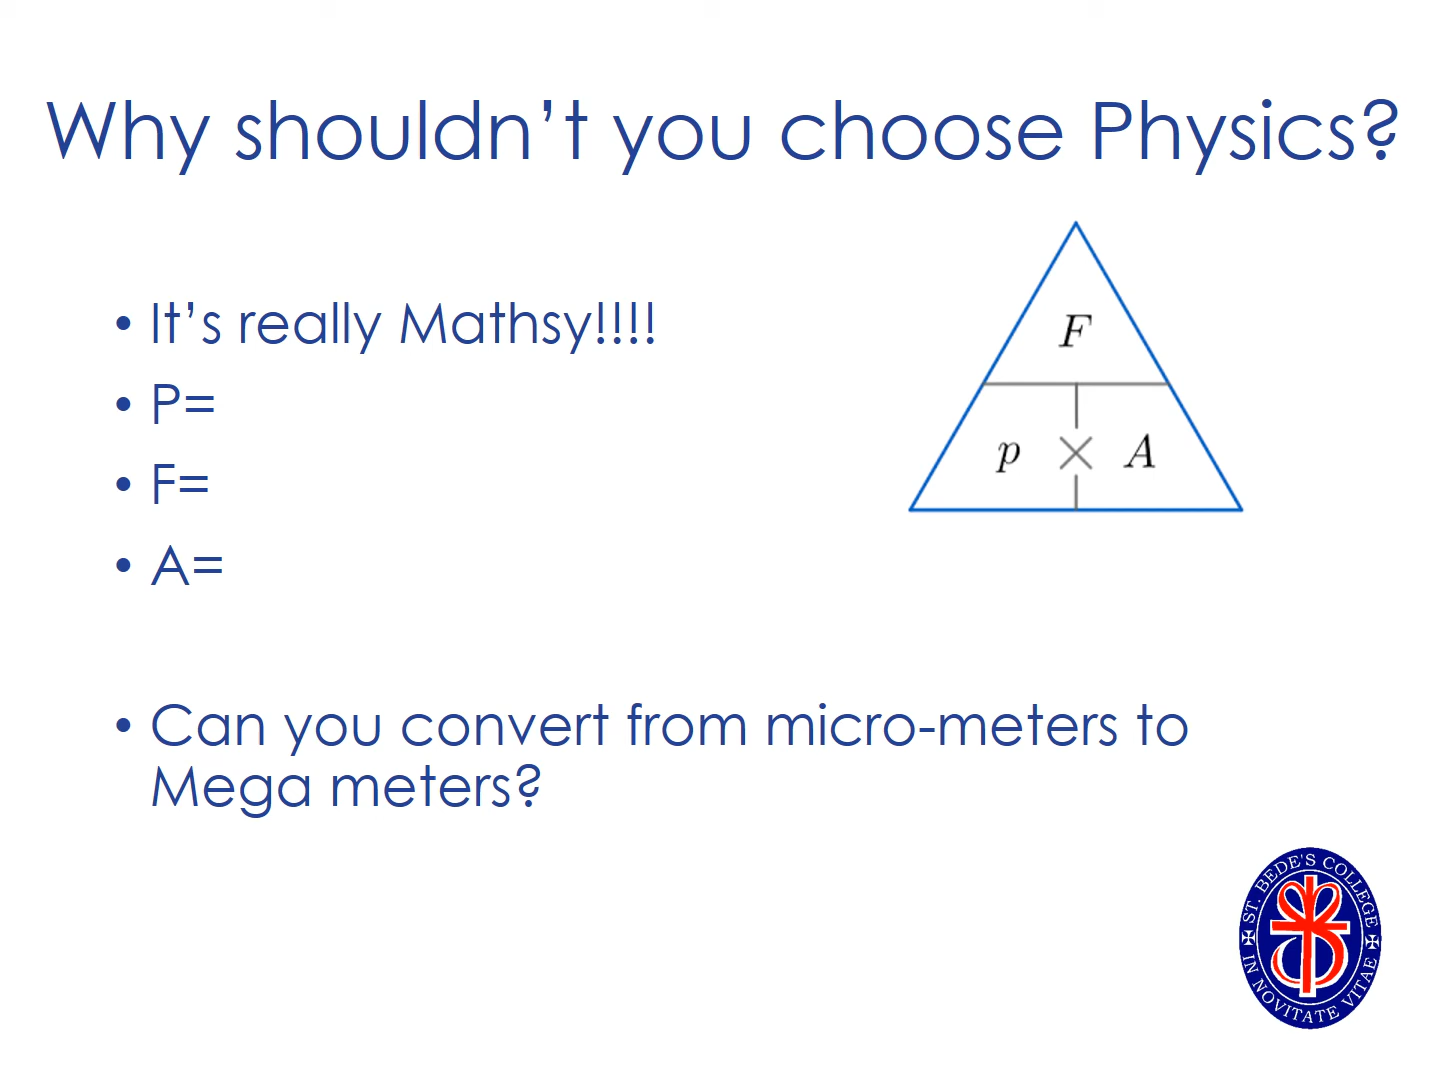 Why shouldn’t you choose Physics?
• It’s really Mathsy!!!!
• P=
• F=
• A=
F
p × A
• Can you convert from micro-meters to
Mega meters?
ST. BEDE'S COLLEGE
IN NOVITATE VITAE